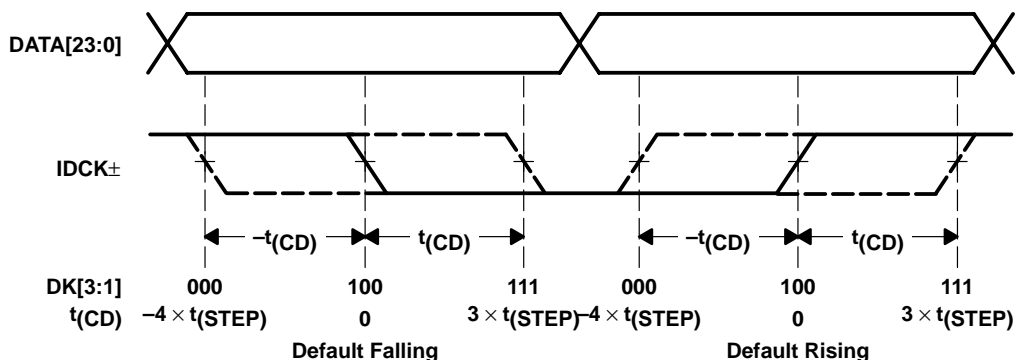 DATA[23:0]
IDCK±
–t(CD) t(CD) –t(CD) t(CD)
DK[3:1] 000 100 111 000 100 111
t(CD) –4 × t(STEP) 0 3 × t(STEP) –4 × t(STEP) 0 3 × t(STEP)
Default Falling Default Rising